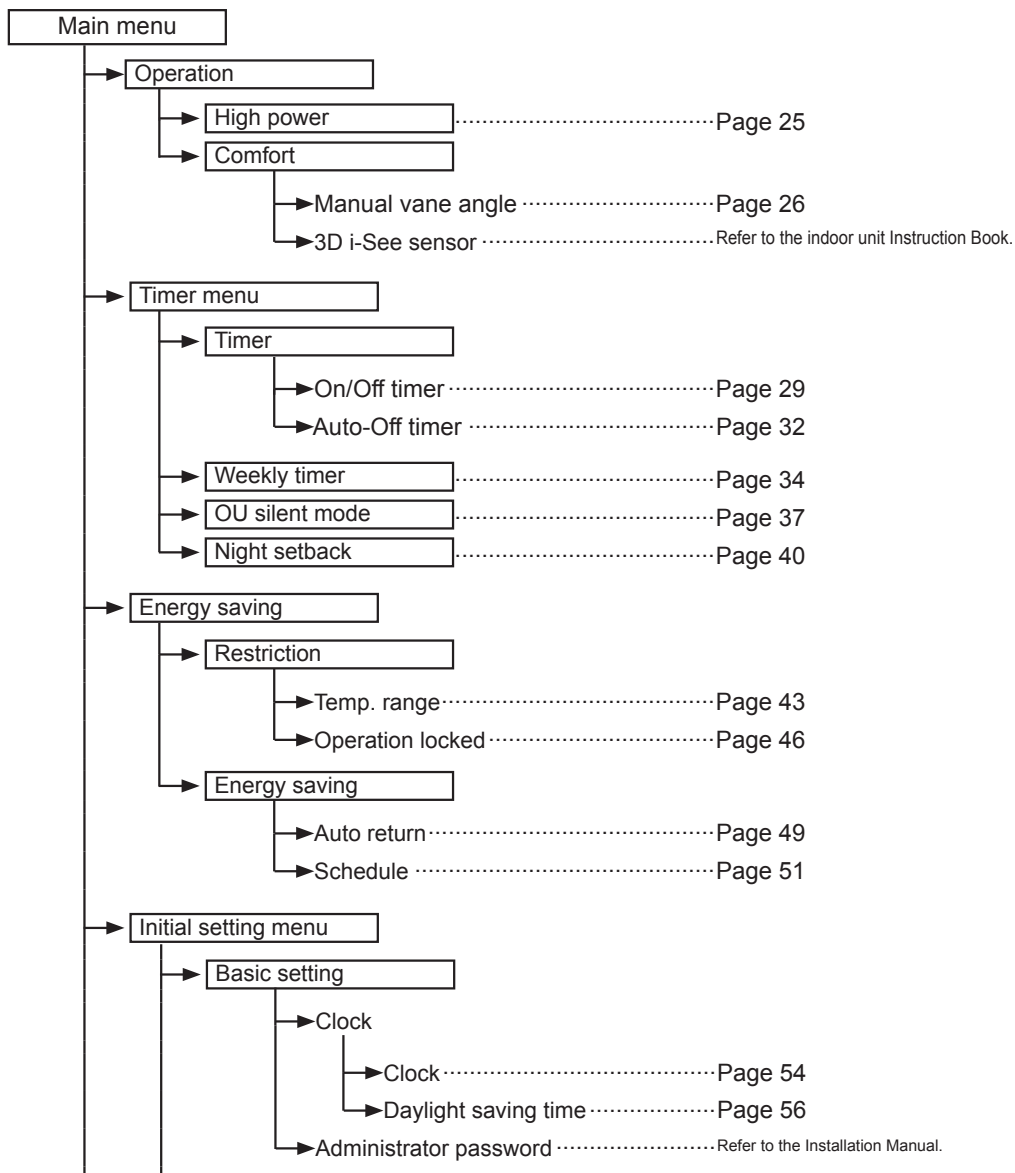 Main menu
Operation
High power ........ Page 25
Comfort
Manual vane angle ........ Page 26
3D i-See sensor ........ Refer to the indoor unit Instruction Book.
Timer menu
Timer
On/Off timer ........ Page 29
Auto-Off timer ........ Page 32
Weekly timer ........ Page 34
OU silent mode ........ Page 37
Night setback ........ Page 40
Energy saving
Restriction
Temp. range ........ Page 43
Operation locked ........ Page 46
Energy saving
Auto return ........ Page 49
Schedule ........ Page 51
Initial setting menu
Basic setting
Clock
Clock ........ Page 54
Daylight saving time ........ Page 56
Administrator password ........ Refer to the Installation Manual.